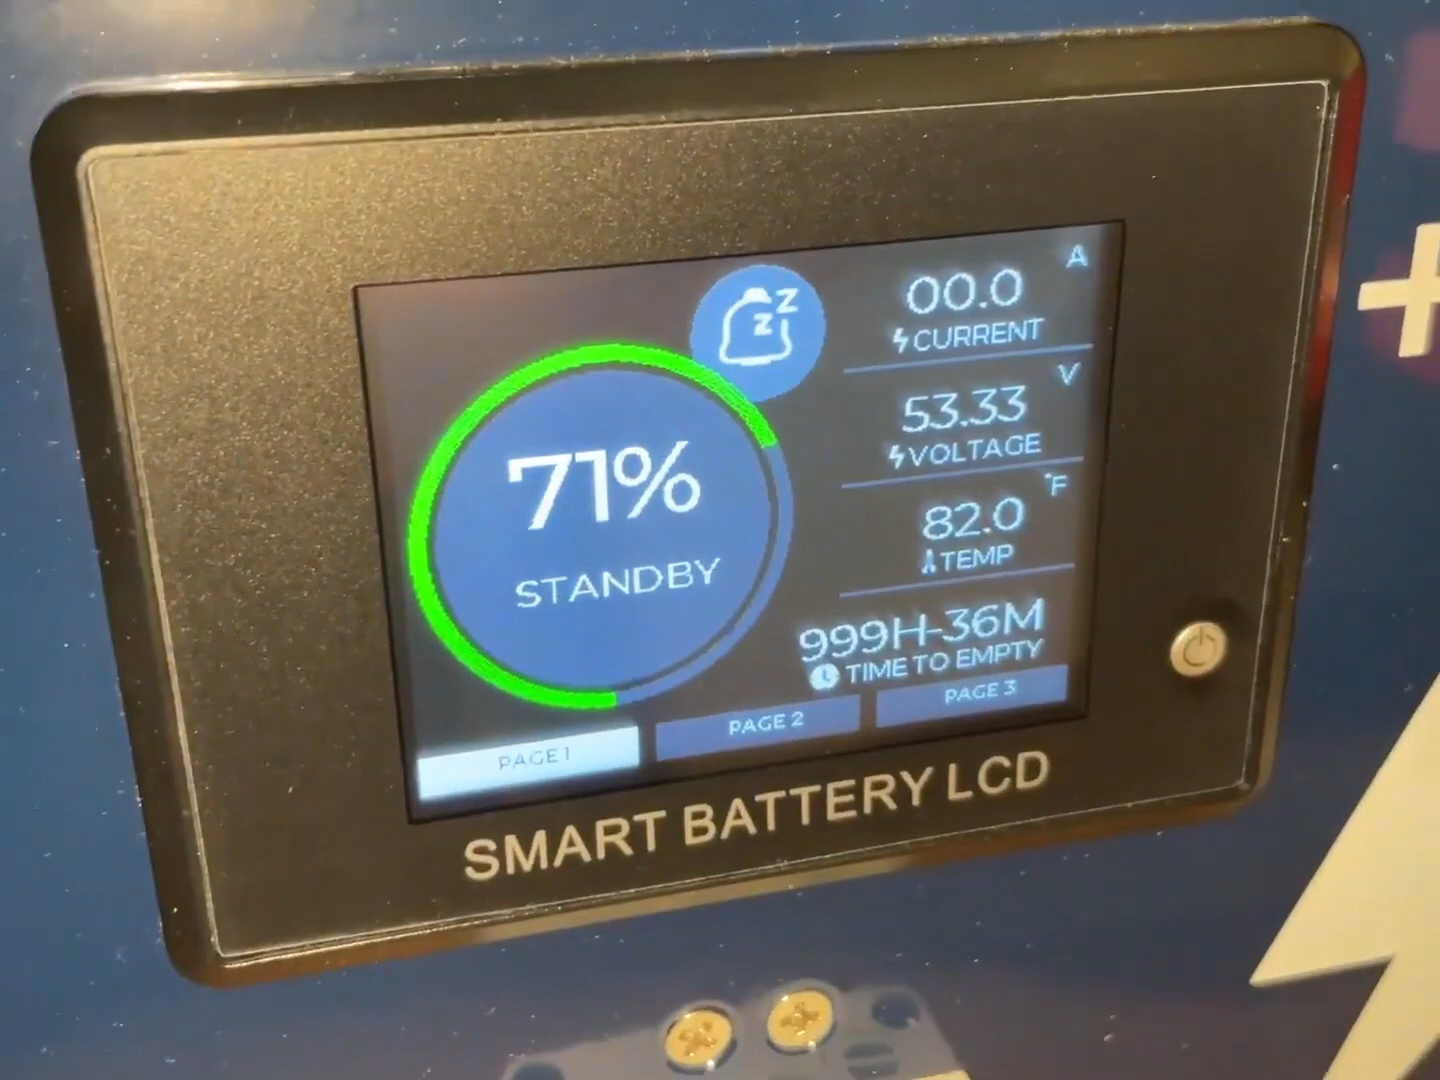 A
00.0
CURRENT
V
53.33
VOLTAGE
°F
82.0
TEMP
999H-36M
TIME TO EMPTY
zZ
71%
STANDBY
PAGE 1
PAGE 2
PAGE 3
SMART BATTERY LCD
+